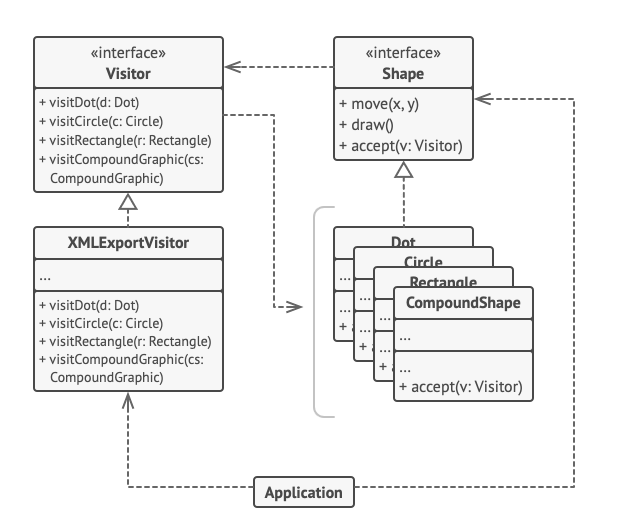 «interface»
Visitor
+ visitDot(d: Dot)
+ visitCircle(c: Circle)
+ visitRectangle(r: Rectangle)
+ visitCompoundGraphic(cs:
CompoundGraphic)
«interface»
Shape
+ move(x, y)
+ draw()
+ accept(v: Visitor)
XMLExportVisitor
...
+ visitDot(d: Dot)
+ visitCircle(c: Circle)
+ visitRectangle(r: Rectangle)
+ visitCompoundGraphic(cs:
CompoundGraphic)
Dot
...
...
+ a
Circle
...
...
+ a
Rectangle
...
...
+ a
CompoundShape
...
...
+ accept(v: Visitor)
Application